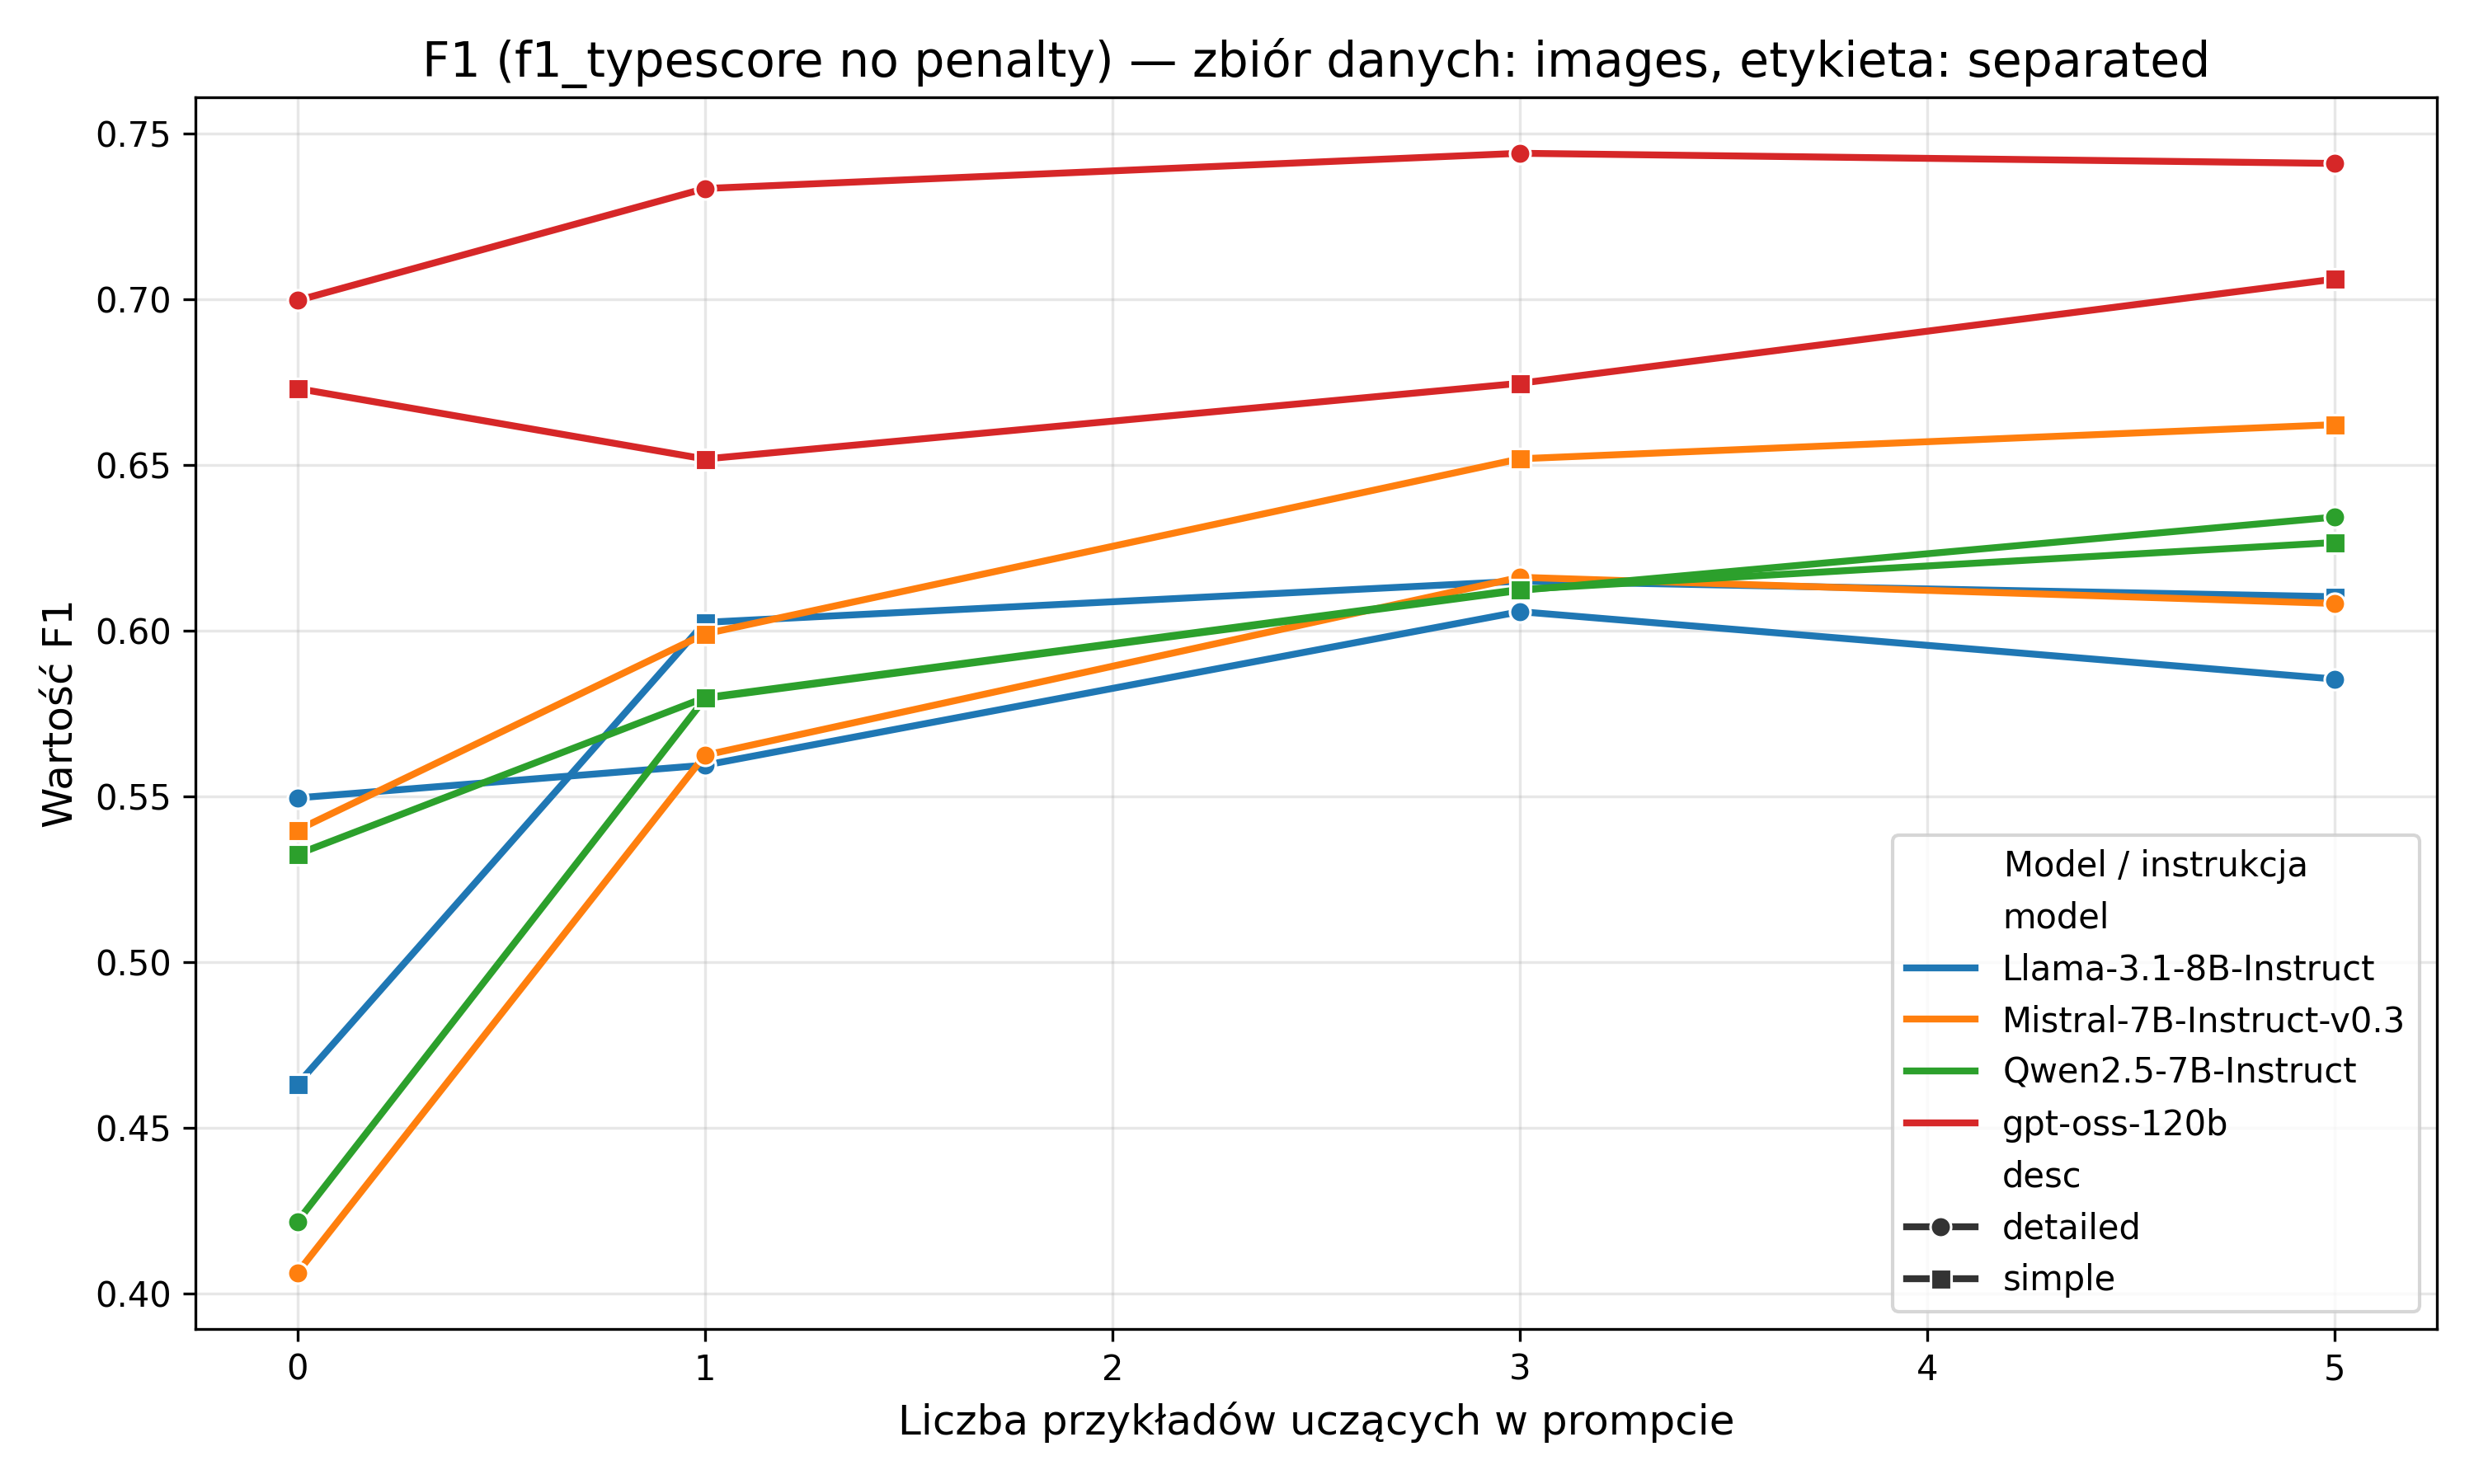 F1 (f1_typescore no penalty) — zbiór danych: images, etykieta: separated
Wartość F1
0.75
0.70
0.65
0.60
0.55
0.50
0.45
0.40
0
1
2
3
4
5
Liczba przykładów uczących w prompcie
Model / instrukcja
model
Llama-3.1-8B-Instruct
Mistral-7B-Instruct-v0.3
Qwen2.5-7B-Instruct
gpt-oss-120b
desc
detailed
simple